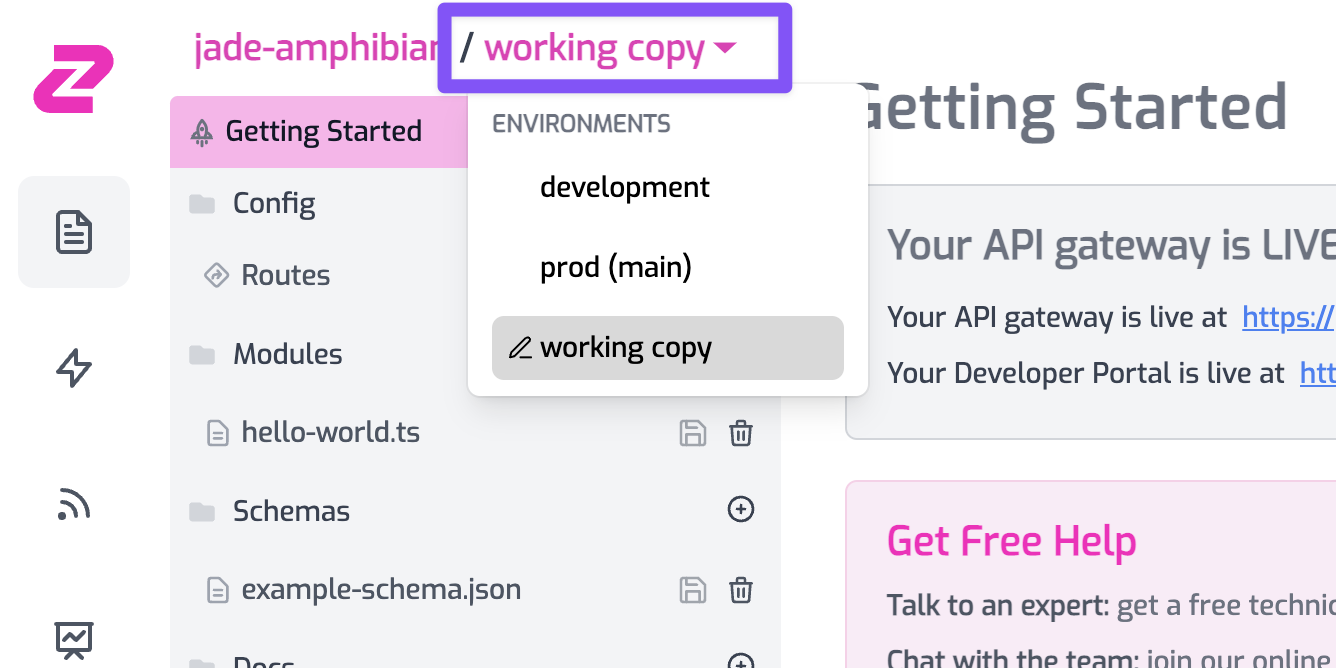 jade-amphibian / working copy
Getting Started
Config
Routes
Modules
hello-world.ts
Schemas
example-schema.json
Docs
ENVIRONMENTS
development
prod (main)
working copy
Getting Started
Your API gateway is LIVE
Your API gateway is live at https://
Your Developer Portal is live at htt
Get Free Help
Talk to an expert: get a free technic
Chat with the team: join our online